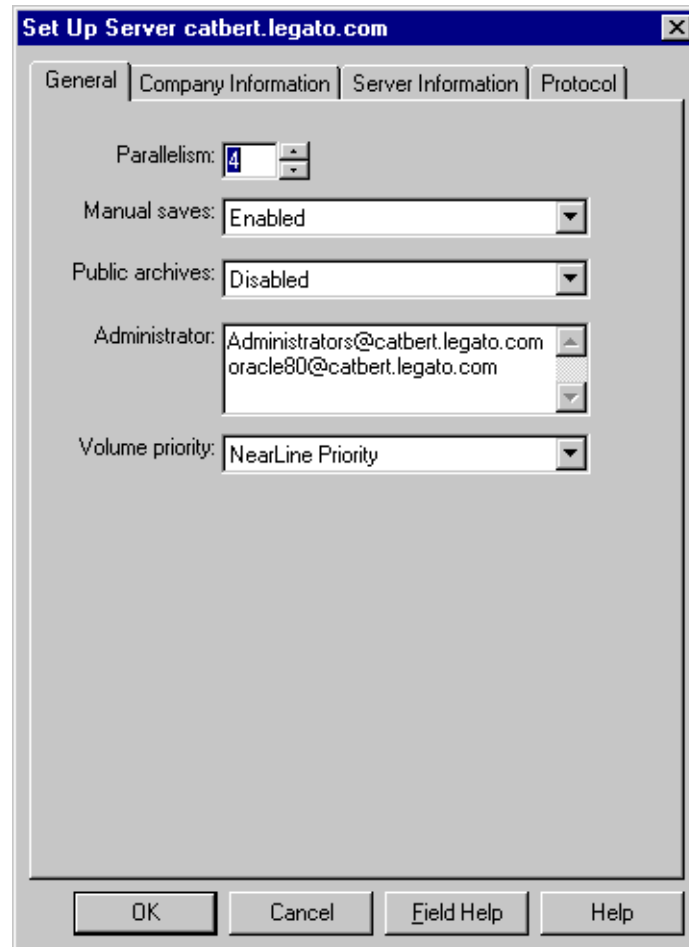 Set Up Server catbert.legato.com
General Company Information Server Information Protocol
Parallelism: 4
Manual saves: Enabled
Public archives: Disabled
Administrator: Administrators@catbert.legato.com
oracle80@catbert.legato.com
Volume priority: NearLine Priority
OK Cancel Field Help Help